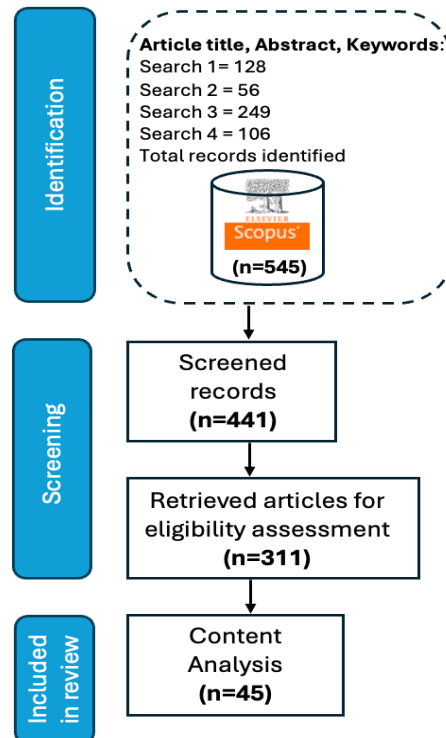 Identification
Article title, Abstract, Keywords:
Search 1= 128
Search 2 = 56
Search 3 = 249
Search 4 = 106
Total records identified
ELSEVIER
Scopus
(n=545)
Screening
Screened
records
(n=441)
Retrieved articles for
eligibility assessment
(n=311)
Included
in review
Content
Analysis
(n=45)